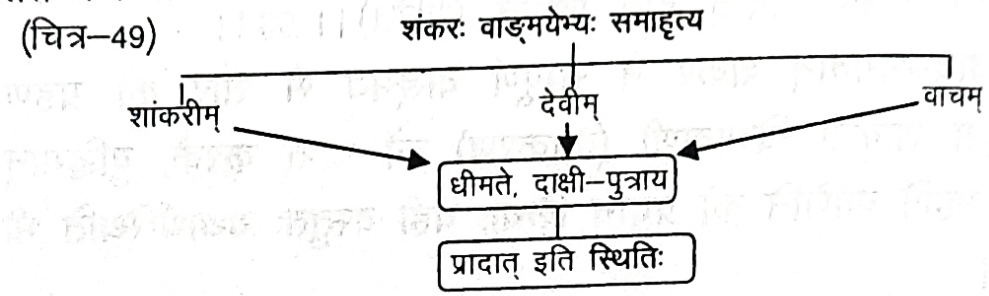 (चित्र–49)
शंकरः वाङ्मयेभ्यः समाहृत्य
शांकरीम् देवीम् वाचम्
धीमते, दाक्षी–पुत्राय
प्रादात् इति स्थितिः